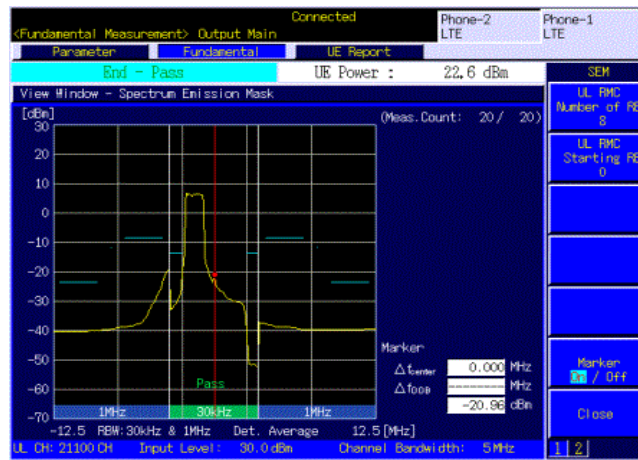 Connected
<Fundamental Measurement> Output Main
Phone-2
LTE
Phone-1
LTE
Parameter
Fundamental
UE Report
End - Pass
UE Power :
22.6 dBm
SEM
View Window - Spectrum Emission Mask
UL RMC
Number of RB
8
[dBm]
(Meas.Count: 20/ 20)
UL RMC
Starting RB
0
30
20
10
0
-10
-20
-30
-40
-50
-60
-70
Pass
1MHz
30kHz
1MHz
-12.5 RBW:30kHz & 1MHz Det. Average 12.5[MHz]
Marker
Δfcenter 0.000 MHz
ΔfOOB ------- MHz
-20.96 dBm
Marker
On / Off
Close
UL CH: 21100CH Input Level: 30.0dBm Channel Bandwidth: 5MHz
1 2